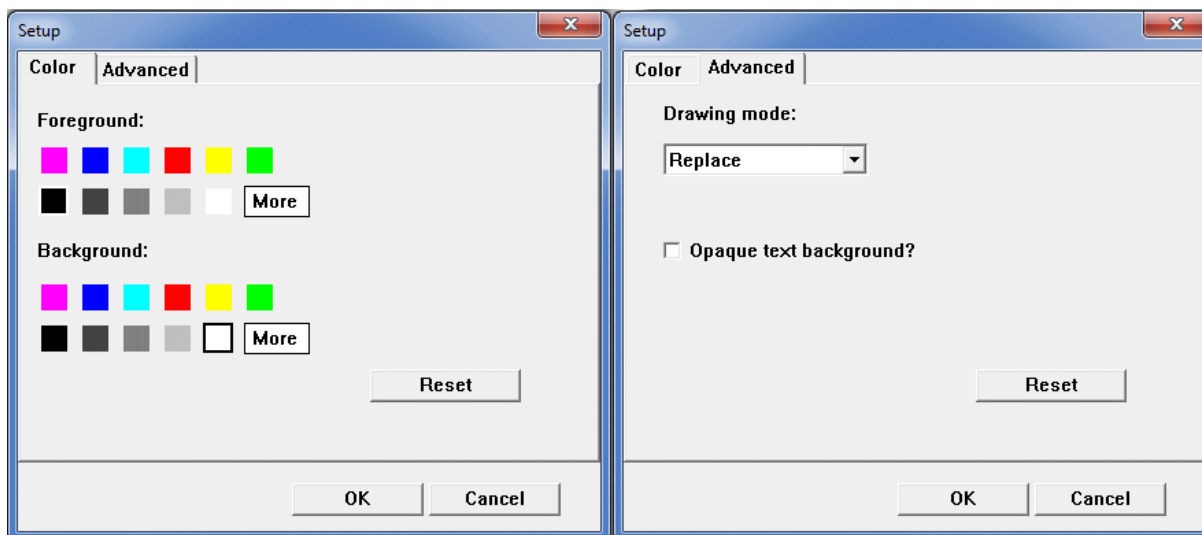 Setup
Color Advanced
Foreground:
More
Background:
More
Reset
OK Cancel
Setup
Color Advanced
Drawing mode:
Replace
Opaque text background?
Reset
OK Cancel